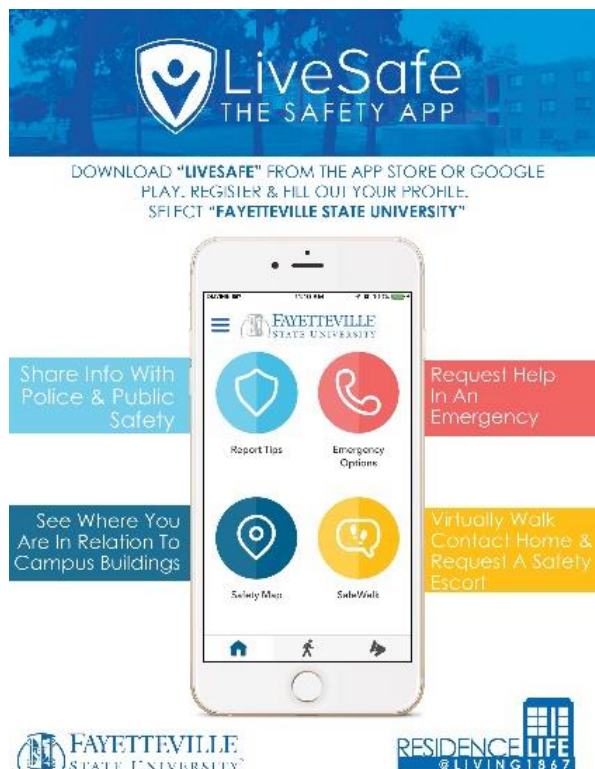 LiveSafe
THE SAFETY APP
DOWNLOAD "LIVESAFE" FROM THE APP STORE OR GOOGLE
PLAY. REGISTER & FILL OUT YOUR PROFILE.
SELECT "FAYETTEVILLE STATE UNIVERSITY"
FAYETTEVILLE
STATE UNIVERSITY
Share Info With
Police & Public
Safety
Request Help
In An
Emergency
Report Tips
Emergency
Options
See Where You
Are In Relation To
Campus Buildings
Virtually Walk
Contact Home &
Request A Safety
Escort
Safety Map
SafeWalk
FAYETTEVILLE
STATE UNIVERSITY
RESIDENCE LIFE
@LIVING1867